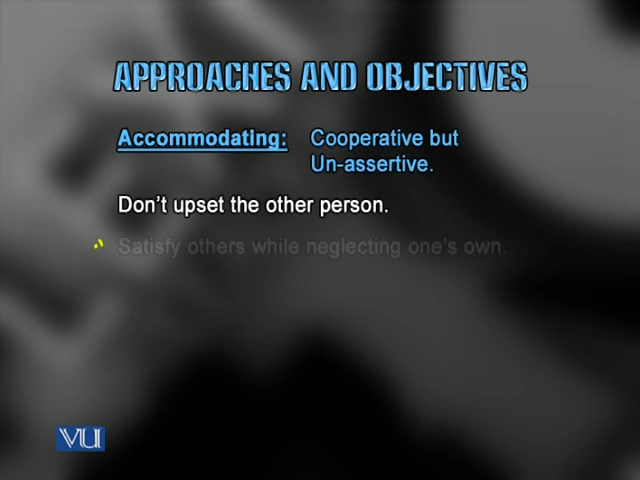 APPROACHES AND OBJECTIVES
Accommodating: Cooperative but
Un-assertive.
Don't upset the other person.
Satisfy others while neglecting one's own.
VU